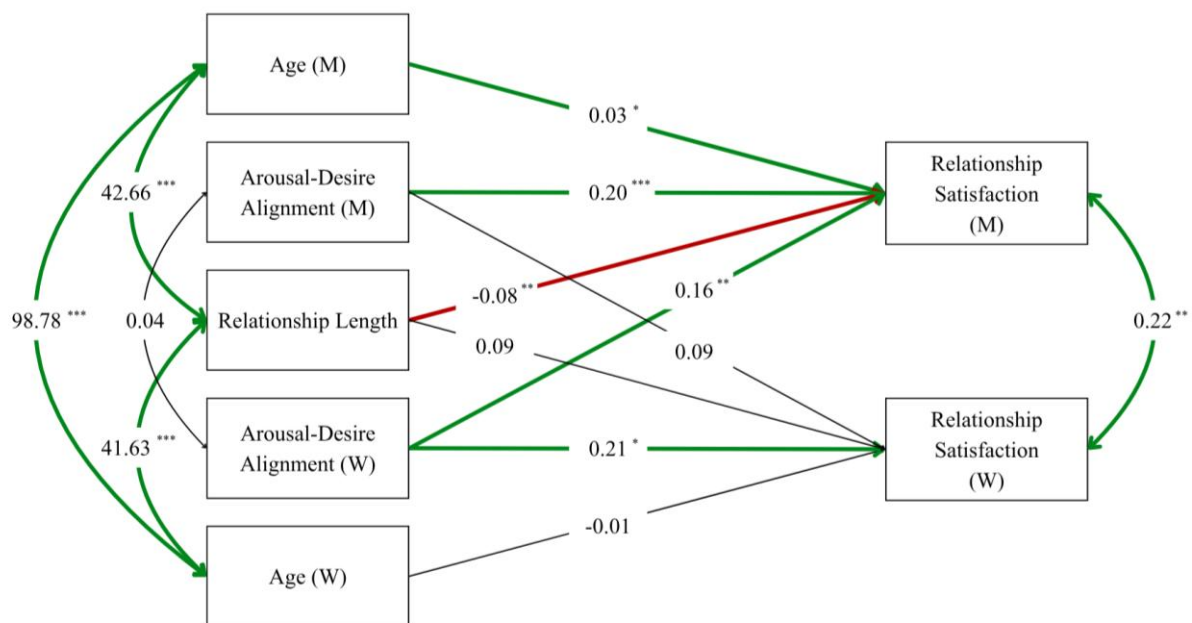 Age (M)
0.03 *
Arousal-Desire
Alignment (M)
Relationship
Satisfaction
(M)
42.66 ***
0.20 ***
-0.08 **
0.16 **
98.78 ***
0.04
Relationship Length
0.09
0.09
0.22 **
Arousal-Desire
Alignment (W)
Relationship
Satisfaction
(W)
41.63 ***
0.21 *
-0.01
Age (W)